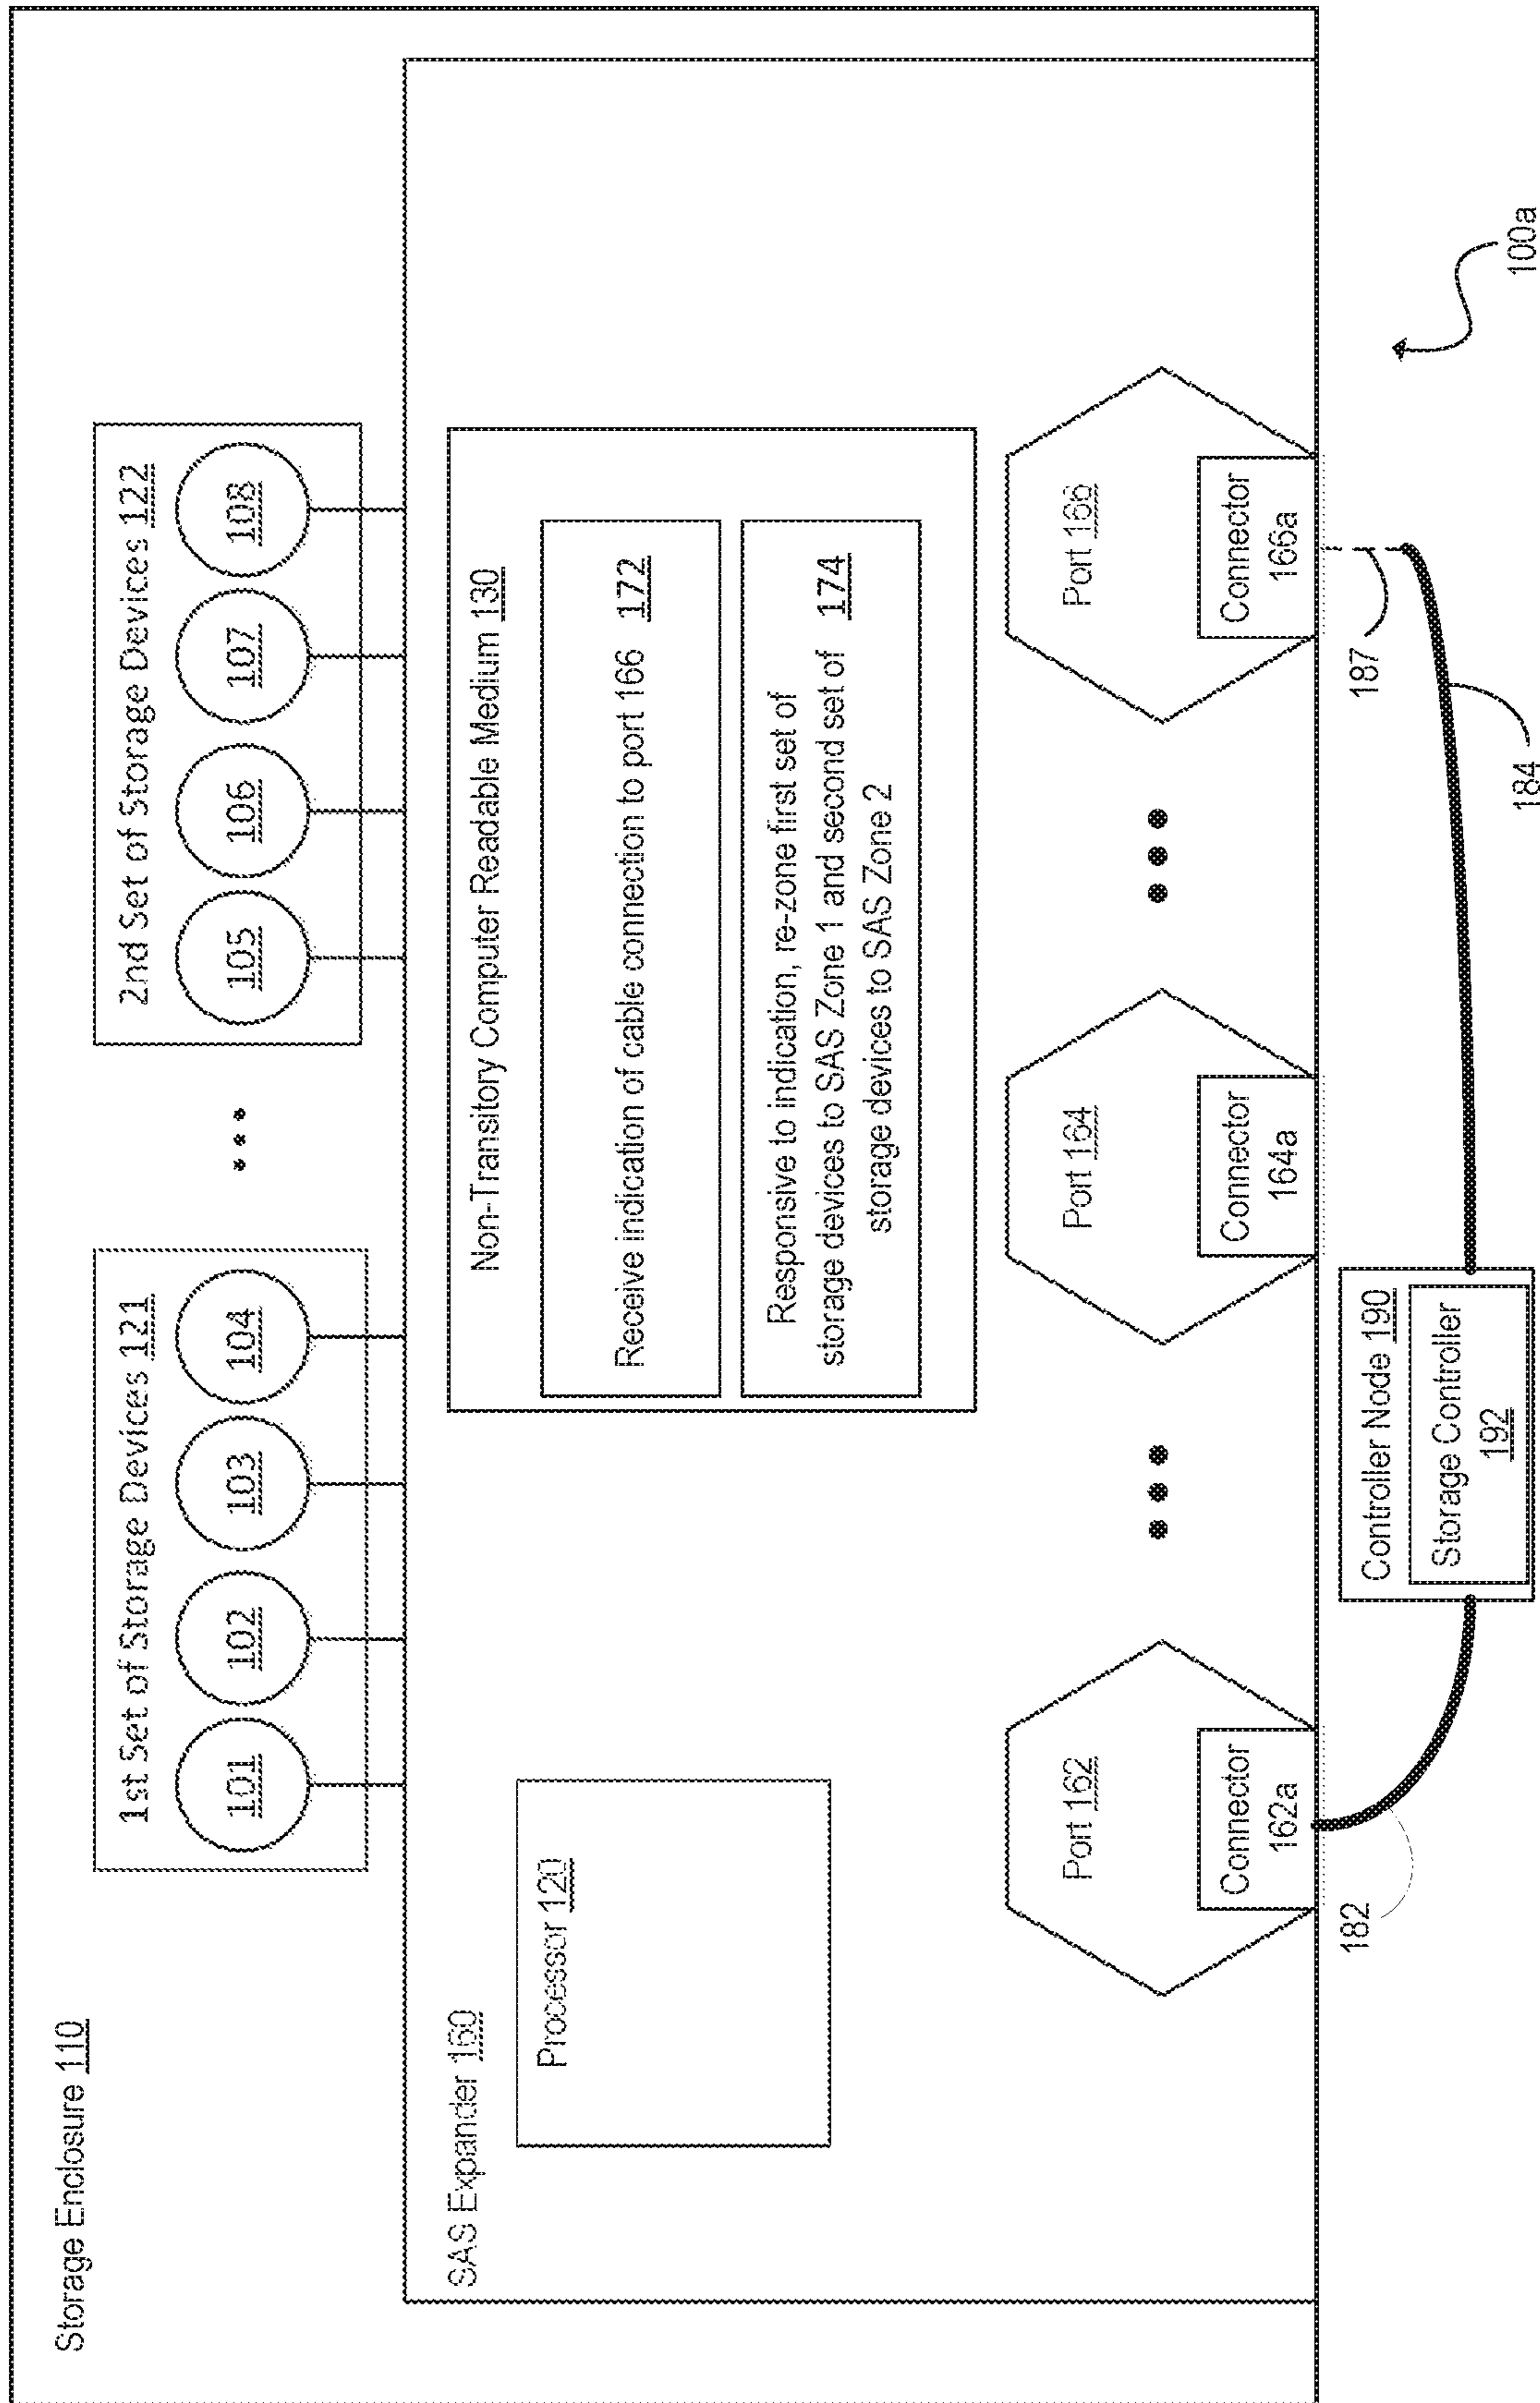 Storage Enclosure 110
1st Set of Storage Devices 121
101
102
103
104
2nd Set of Storage Devices 122
105
106
107
108
SAS Expander 160
Processor 120
Non-Transitory Computer Readable Medium 130
Receive indication of cable connection to port 166 172
Responsive to indication, re-zone first set of
storage devices to SAS Zone 1 and second set of 174
storage devices to SAS Zone 2
Port 162
Connector
162a
Port 164
Connector
164a
Port 166
Connector
166a
182
Controller Node 190
Storage Controller
192
187
184
100a